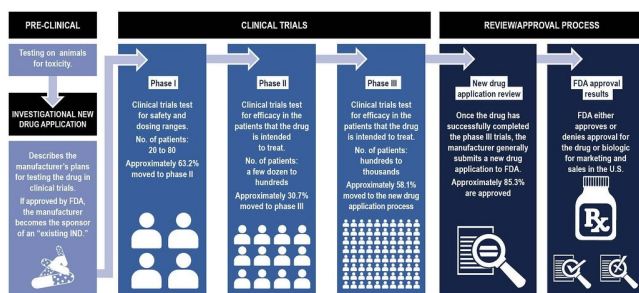 PRE-CLINICAL
Testing on animals
for toxicity.
INVESTIGATIONAL NEW
DRUG APPLICATION
Describes the
manufacturer's plans
for testing the drug in
clinical trials.
If approved by FDA,
the manufacturer
becomes the sponsor
of an "existing IND."
CLINICAL TRIALS
Phase I
Clinical trials test
for safety and
dosing ranges.
No. of patients:
20 to 80
Approximately 63.2%
moved to phase II
Phase II
Clinical trials test
for efficacy in the
patients that the drug
is intended
to treat.
No. of patients:
a few dozen to
hundreds
Approximately 30.7%
moved to phase III
Phase III
Clinical trials test
for efficacy in the
patients that the drug is
intended to treat.
No. of patients:
hundreds to
thousands
Approximately 58.1%
moved to the new drug
application process
REVIEW/APPROVAL PROCESS
New drug
application review
Once the drug has
successfully completed
the phase III trials, the
manufacturer generally
submits a new drug
application to FDA.
Approximately 85.3%
are approved
FDA approval
results
FDA either
approves or
denies approval for
the drug or biologic
for marketing and
sales in the U.S.
Rx